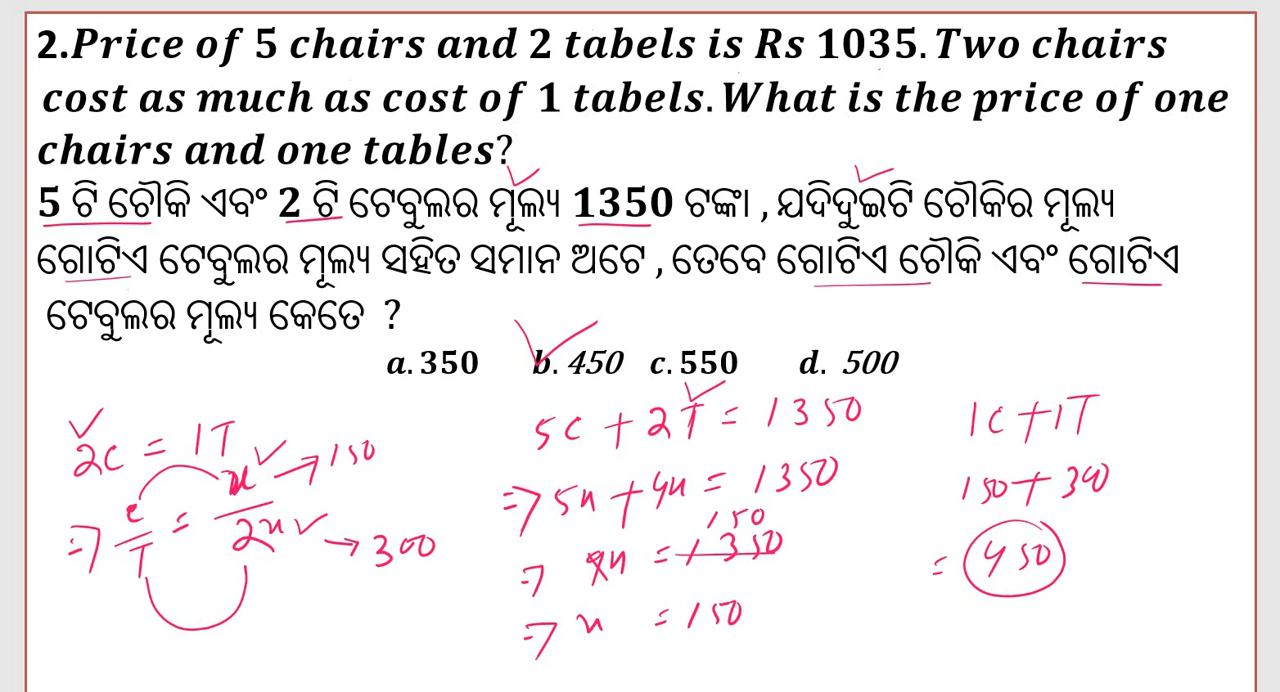 2.Price of 5 chairs and 2 tabels is Rs 1035.Two chairs
cost as much as cost of 1 tabels.What is the price of one
chairs and one tables?
5 ଟି ଚୌକି ଏବଂ 2 ଟି ଟେବୁଲର ମୂଲ୍ୟ 1350 ଟଙ୍କା , ଯଦିଦୁଇଟି ଚୌକିର ମୂଲ୍ୟ
ଗୋଟିଏ ଟେବୁଲର ମୂଲ୍ୟ ସହିତ ସମାନ ଅଟେ , ତେବେ ଗୋଟିଏ ଚୌକି ଏବଂ ଗୋଟିଏ
ଟେବୁଲର ମୂଲ୍ୟ କେତେ ?
a. 350 b. 450 c. 550 d. 500
2c = 1T
x → 150
⇒ c/T = x/2x → 300
5c + 2T = 1350
⇒ 5x + 4x = 1350
150
⇒ 9x = 1350
⇒ x = 150
1c + 1T
150 + 300
= 450